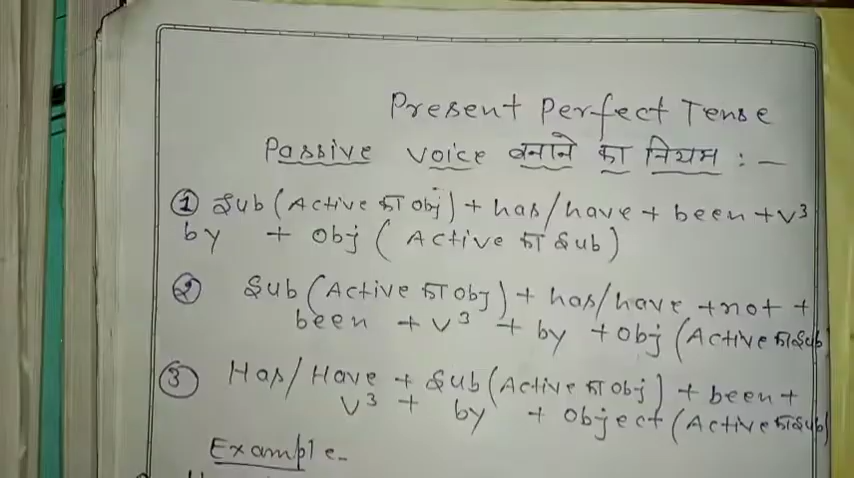 Present Perfect Tense
Passive voice बनाने का नियम : —
① Sub (Active का obj) + has/have + been + v³
by + obj (Active का sub)
② Sub (Active का obj) + has/have + not +
been + v³ + by + obj (Active का sub
③ Has/Have + Sub (Active का obj) + been +
v³ + by + object (Active का sub)
Example-